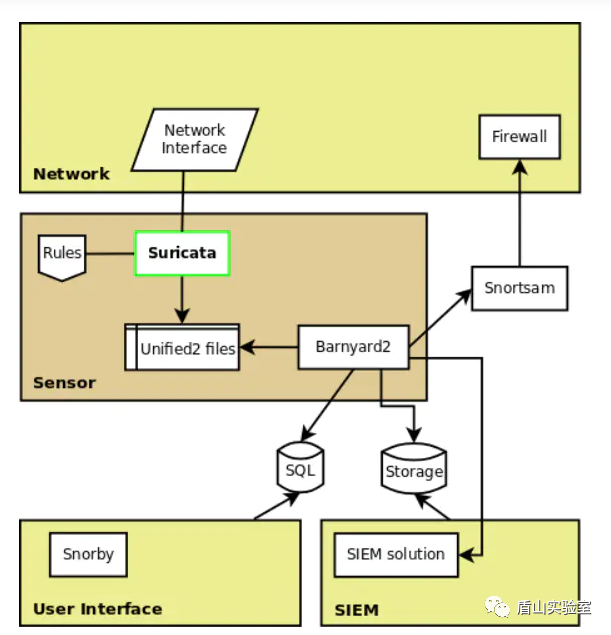 Network
Interface
Firewall
Network
Rules
Suricata
Snortsam
Unified2 files
Barnyard2
Sensor
SQL
Storage
Snorby
SIEM solution
User Interface
SIEM
盾山实验室